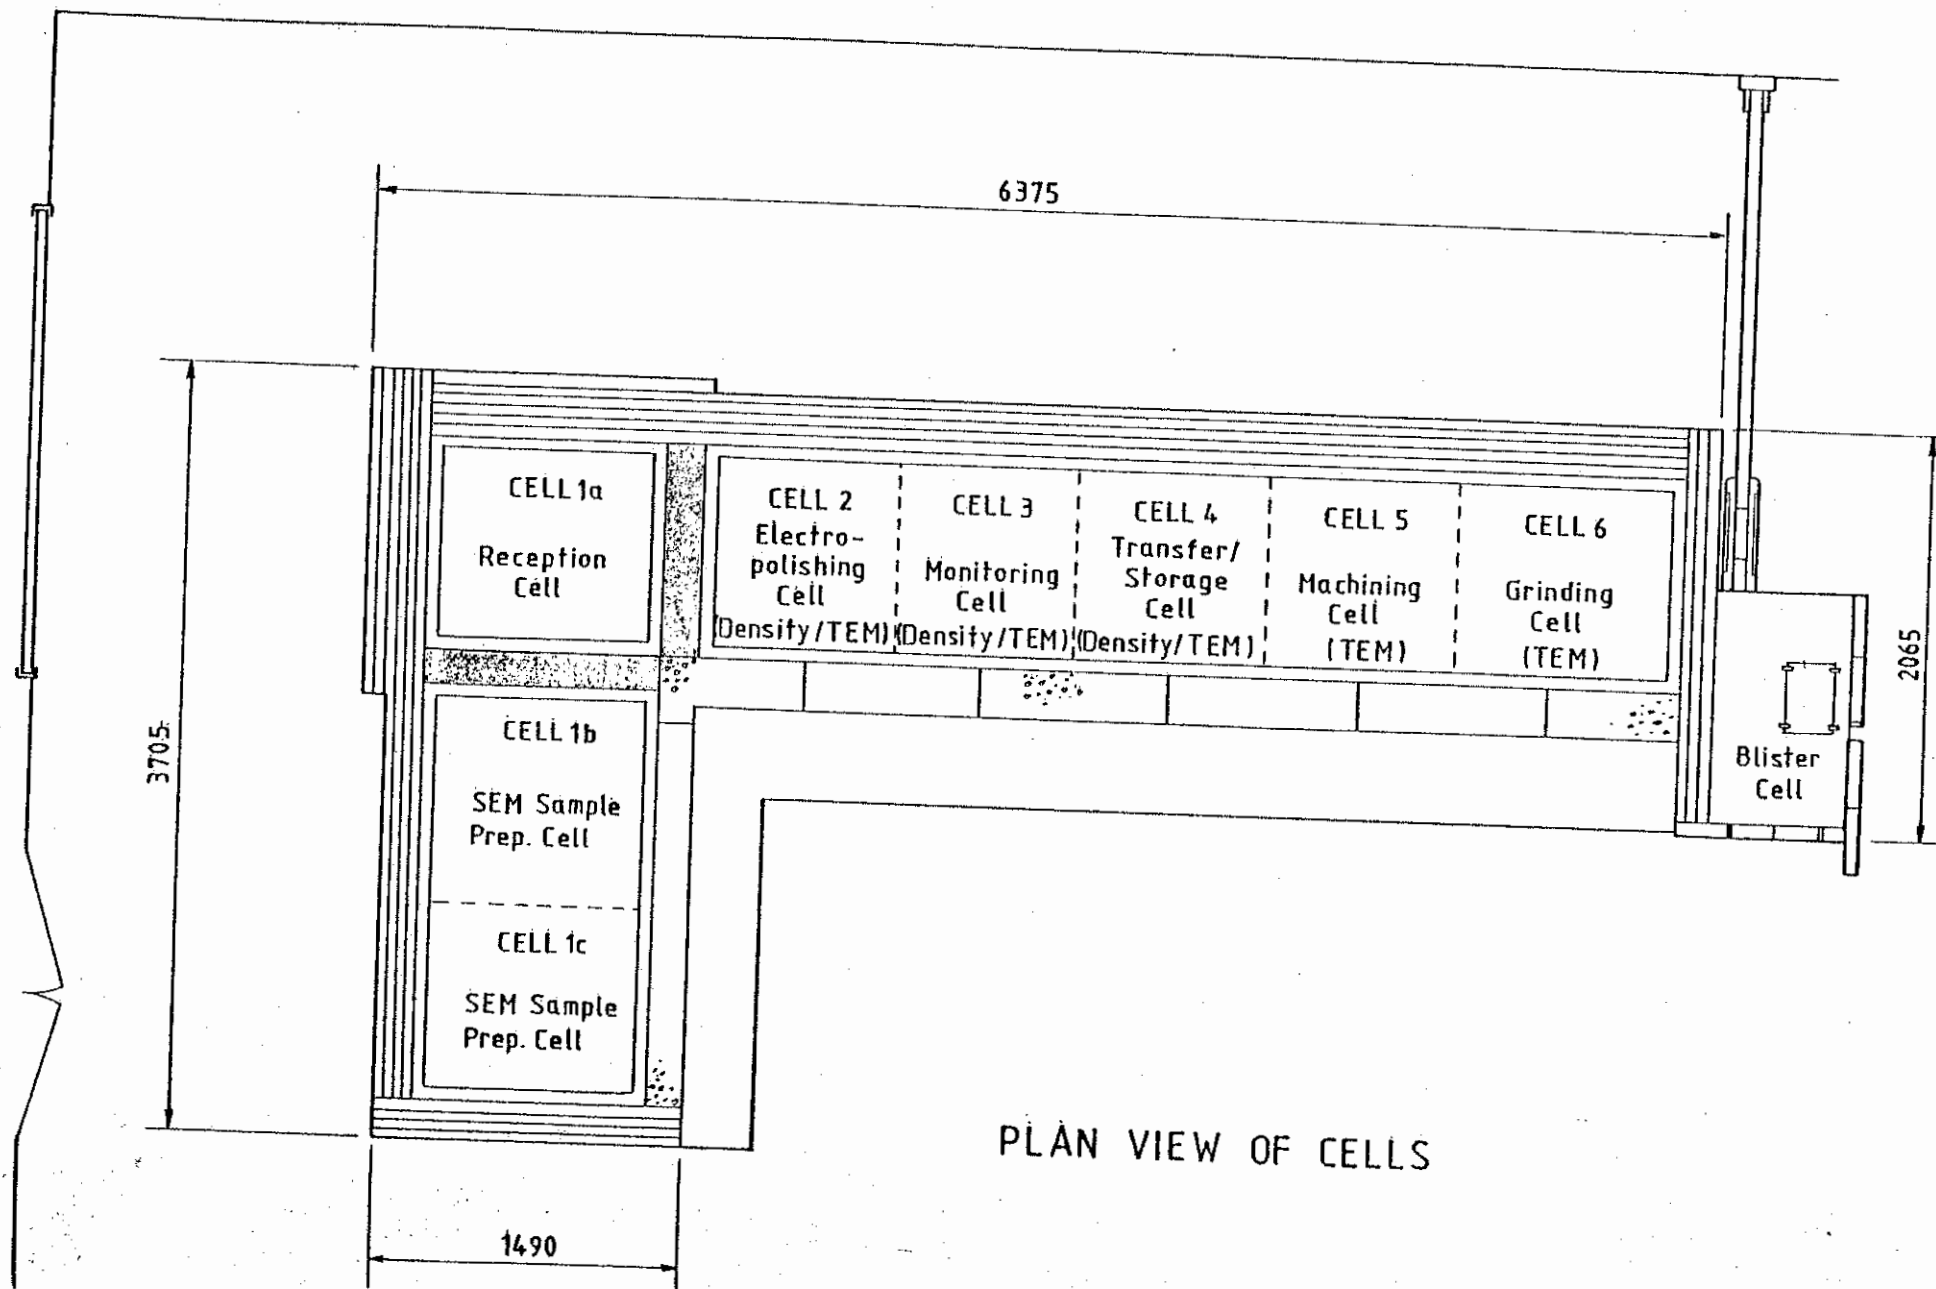 6375
CELL 1a
Reception
Cell
CELL 2
Electro-
polishing
Cell
(Density/TEM)
CELL 3
Monitoring
Cell
(Density/TEM)
CELL 4
Transfer/
Storage
Cell
(Density/TEM)
CELL 5
Machining
Cell
(TEM)
CELL 6
Grinding
Cell
(TEM)
2065
3705
CELL 1b
SEM Sample
Prep. Cell
Blister
Cell
CELL 1c
SEM Sample
Prep. Cell
PLAN VIEW OF CELLS
1490